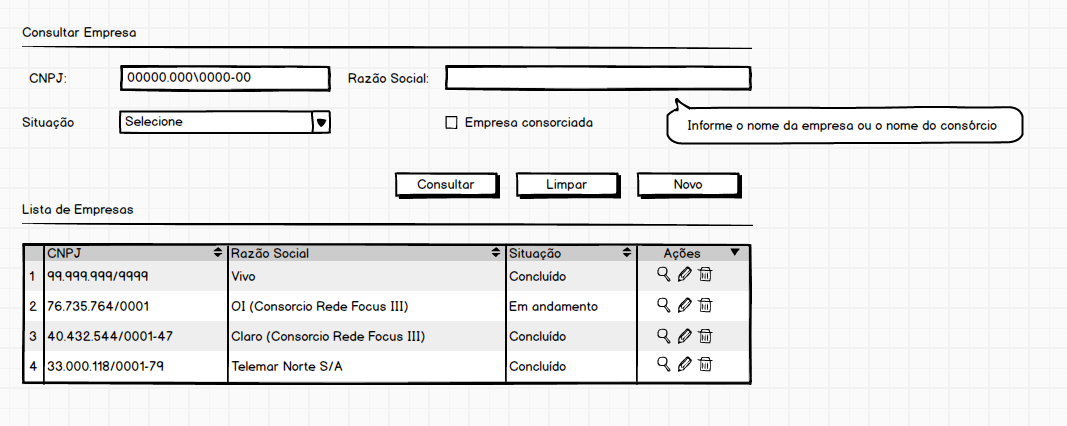 Consultar Empresa
CNPJ: 00000.000\0000-00 Razão Social:
Situação Selecione Empresa consorciada
Informe o nome da empresa ou o nome do consórcio
Consultar Limpar Novo
Lista de Empresas
CNPJ Razão Social Situação Ações
1 99.999.999/9999 Vivo Concluído
2 76.735.764/0001 OI (Consorcio Rede Focus III) Em andamento
3 40.432.544/0001-47 Claro (Consorcio Rede Focus III) Concluído
4 33.000.118/0001-79 Telemar Norte S/A Concluído